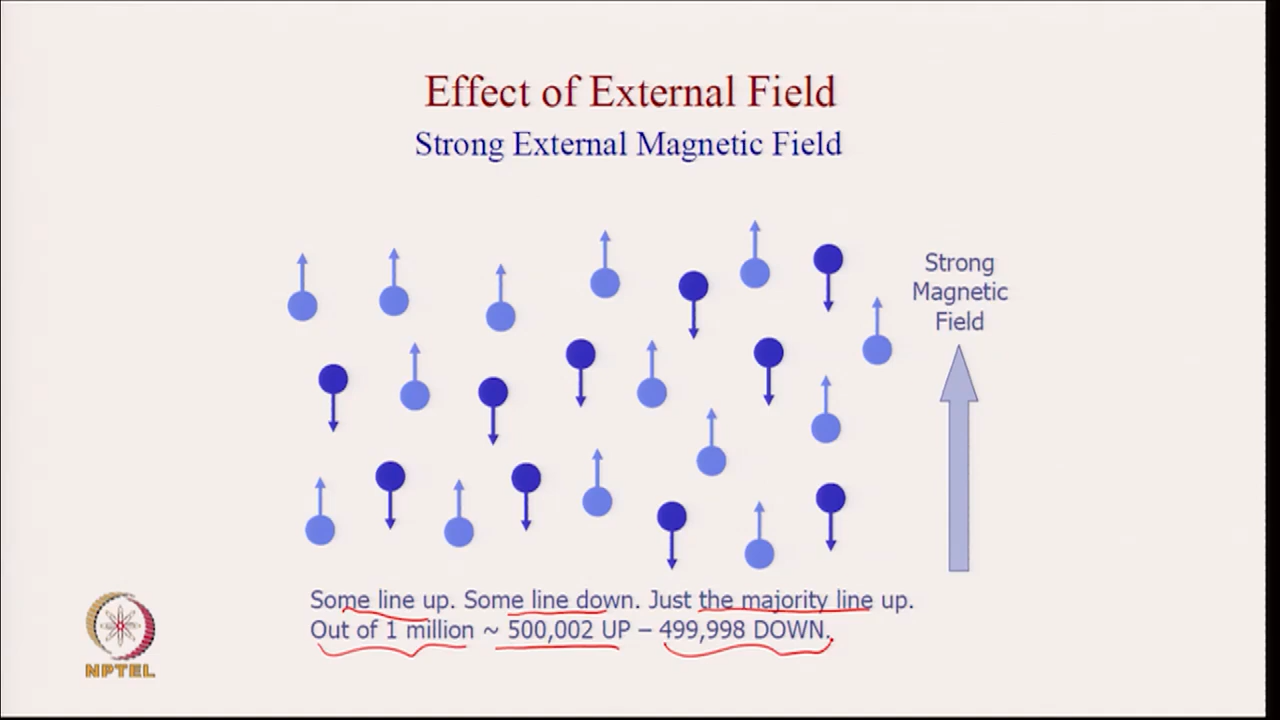 Effect of External Field
Strong External Magnetic Field
Strong
Magnetic
Field
Some line up. Some line down. Just the majority line up.
Out of 1 million ~ 500,002 UP – 499,998 DOWN.
NPTEL